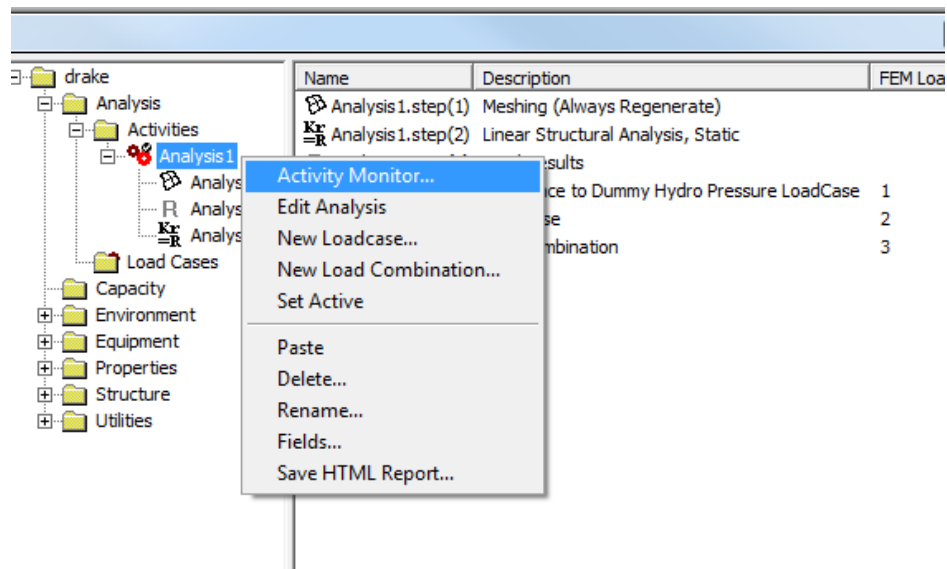 drake
Analysis
Activities
Analysis1
Analys
R Analys
Kr
=R Analys
Load Cases
Capacity
Environment
Equipment
Properties
Structure
Utilities
Activity Monitor...
Edit Analysis
New Loadcase...
New Load Combination...
Set Active
Paste
Delete...
Rename...
Fields...
Save HTML Report...
Name Description FEM Loa
Analysis1.step(1) Meshing (Always Regenerate)
Kr
=R Analysis1.step(2) Linear Structural Analysis, Static
sults
ce to Dummy Hydro Pressure LoadCase 1
se 2
mbination 3